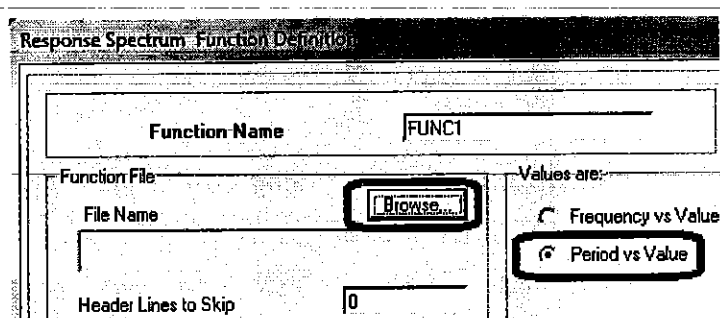 Response Spectrum Function Definition
Function Name
FUNC1
Function File
Browse...
File Name
Header Lines to Skip
0
Values are:
Frequency vs Value
Period vs Value